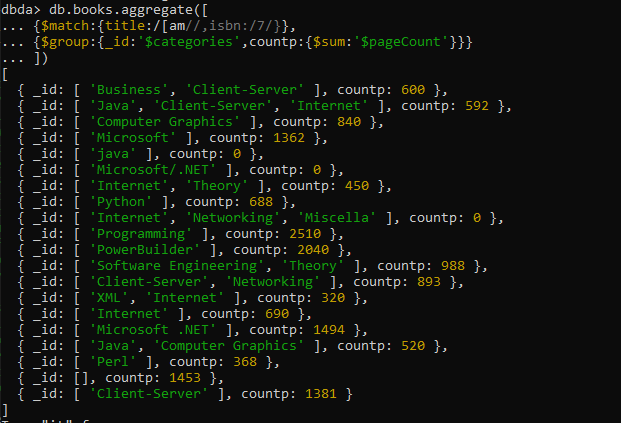 dbda> db.books.aggregate([
... {$match:{title:/[am//,isbn:/7/}},
... {$group:{_id:'$categories',countp:{$sum:'$pageCount'}}}
... ])
[
  { _id: [ 'Business', 'Client-Server' ], countp: 600 },
  { _id: [ 'Java', 'Client-Server', 'Internet' ], countp: 592 },
  { _id: [ 'Computer Graphics' ], countp: 840 },
  { _id: [ 'Microsoft' ], countp: 1362 },
  { _id: [ 'java' ], countp: 0 },
  { _id: [ 'Microsoft/.NET' ], countp: 0 },
  { _id: [ 'Internet', 'Theory' ], countp: 450 },
  { _id: [ 'Python' ], countp: 688 },
  { _id: [ 'Internet', 'Networking', 'Miscella' ], countp: 0 },
  { _id: [ 'Programming' ], countp: 2510 },
  { _id: [ 'PowerBuilder' ], countp: 2040 },
  { _id: [ 'Software Engineering', 'Theory' ], countp: 988 },
  { _id: [ 'Client-Server', 'Networking' ], countp: 893 },
  { _id: [ 'XML', 'Internet' ], countp: 320 },
  { _id: [ 'Internet' ], countp: 690 },
  { _id: [ 'Microsoft .NET' ], countp: 1494 },
  { _id: [ 'Java', 'Computer Graphics' ], countp: 520 },
  { _id: [ 'Perl' ], countp: 368 },
  { _id: [], countp: 1453 },
  { _id: [ 'Client-Server' ], countp: 1381 }
]